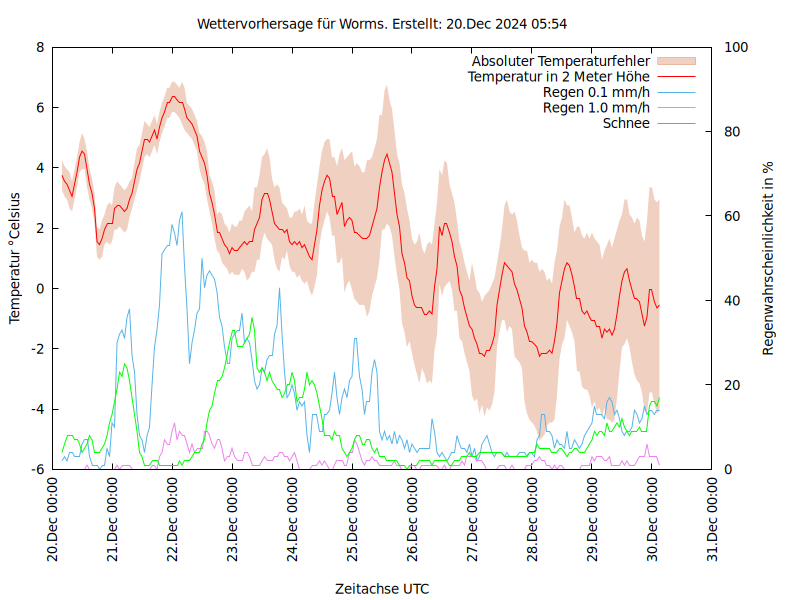 Wettervorhersage für Worms. Erstellt: 20.Dec 2024 05:54
Absoluter Temperaturfehler
Temperatur in 2 Meter Höhe
Regen 0.1 mm/h
Regen 1.0 mm/h
Schnee
Temperatur °Celsius
8
6
4
2
0
-2
-4
-6
Regenwahrscheinlichkeit in %
100
80
60
40
20
0
20.Dec 00:00
21.Dec 00:00
22.Dec 00:00
23.Dec 00:00
24.Dec 00:00
25.Dec 00:00
26.Dec 00:00
27.Dec 00:00
28.Dec 00:00
29.Dec 00:00
30.Dec 00:00
31.Dec 00:00
Zeitachse UTC